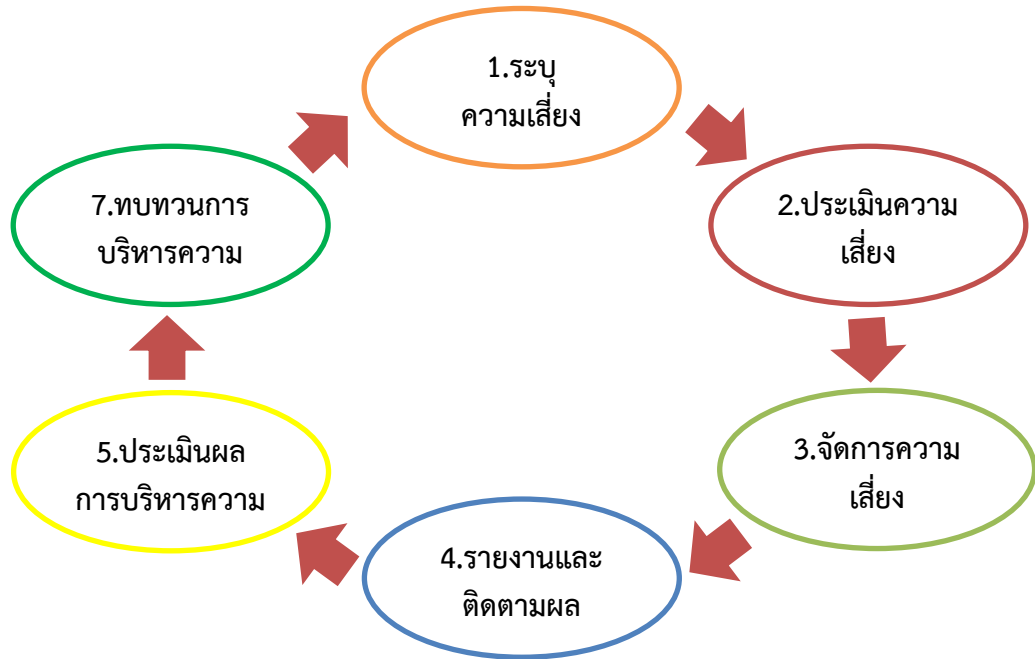 1.ระบุ
ความเสี่ยง
2.ประเมินความ
เสี่ยง
3.จัดการความ
เสี่ยง
4.รายงานและ
ติดตามผล
5.ประเมินผล
การบริหารความ
7.ทบทวนการ
บริหารความ